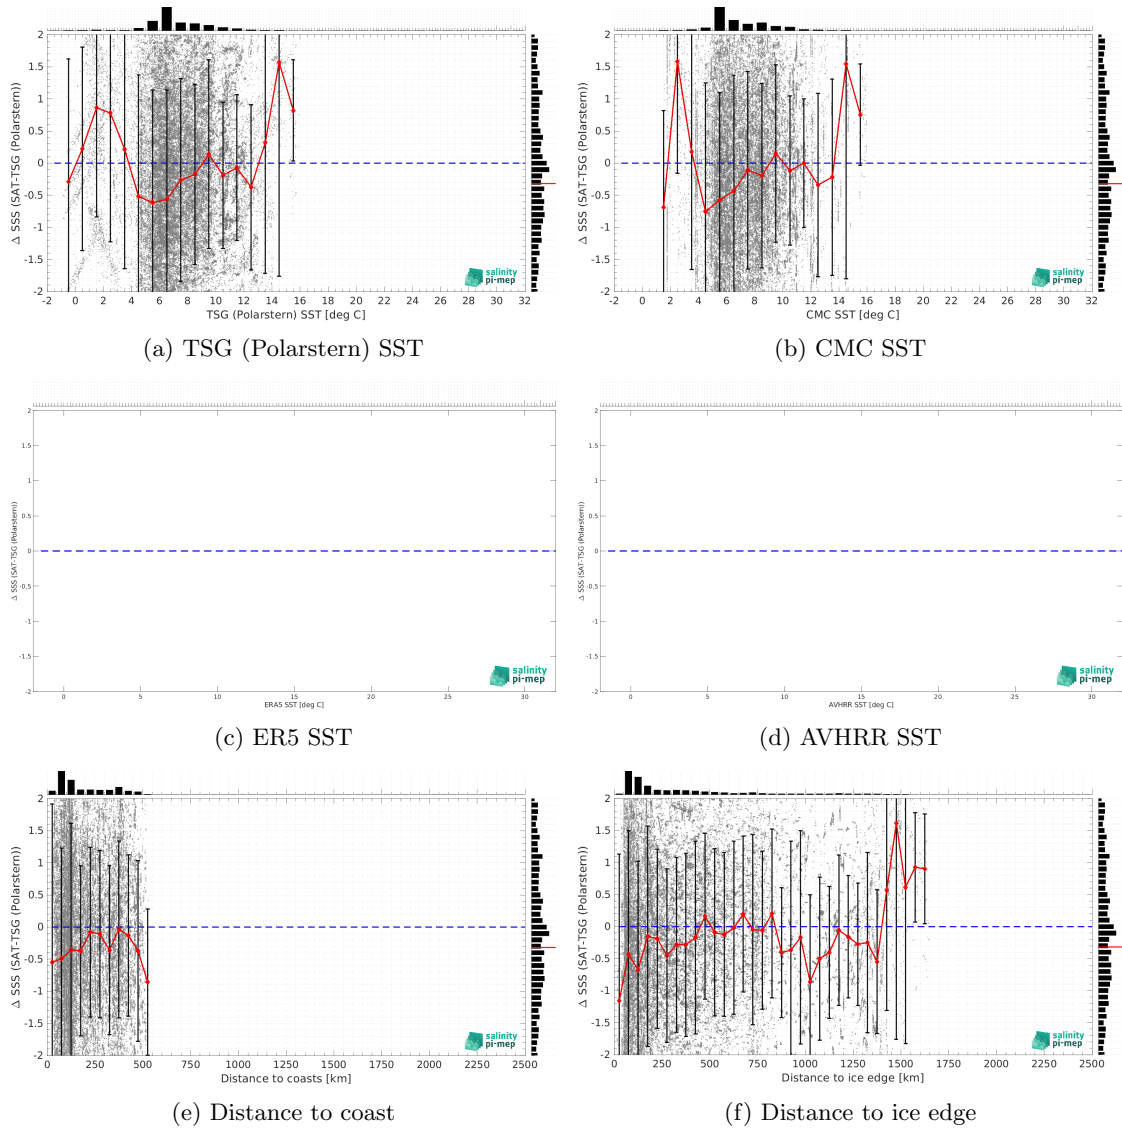 2
1.5
1
0.5
0
-0.5
-1
-1.5
-2
Δ SSS (SAT-TSG (Polarstern))
-2 0 2 4 6 8 10 12 14 16 18 20 22 24 26 28 30 32
TSG (Polarstern) SST [deg C]
salinity
pi-mep
(a) TSG (Polarstern) SST
2
1.5
1
0.5
0
-0.5
-1
-1.5
-2
Δ SSS (SAT-TSG (Polarstern))
-2 0 2 4 6 8 10 12 14 16 18 20 22 24 26 28 30 32
CMC SST [deg C]
salinity
pi-mep
(b) CMC SST
2
1.5
1
0.5
0
-0.5
-1
-1.5
-2
Δ SSS (SAT-TSG (Polarstern))
0 5 10 15 20 25 30
ERA5 SST [deg C]
salinity
pi-mep
(c) ER5 SST
2
1.5
1
0.5
0
-0.5
-1
-1.5
-2
Δ SSS (SAT-TSG (Polarstern))
0 5 10 15 20 25 30
AVHRR SST [deg C]
salinity
pi-mep
(d) AVHRR SST
2
1.5
1
0.5
0
-0.5
-1
-1.5
-2
Δ SSS (SAT-TSG (Polarstern))
0 250 500 750 1000 1250 1500 1750 2000 2250 2500
Distance to coasts [km]
salinity
pi-mep
(e) Distance to coast
2
1.5
1
0.5
0
-0.5
-1
-1.5
-2
Δ SSS (SAT-TSG (Polarstern))
0 250 500 750 1000 1250 1500 1750 2000 2250 2500
Distance to ice edge [km]
salinity
pi-mep
(f) Distance to ice edge